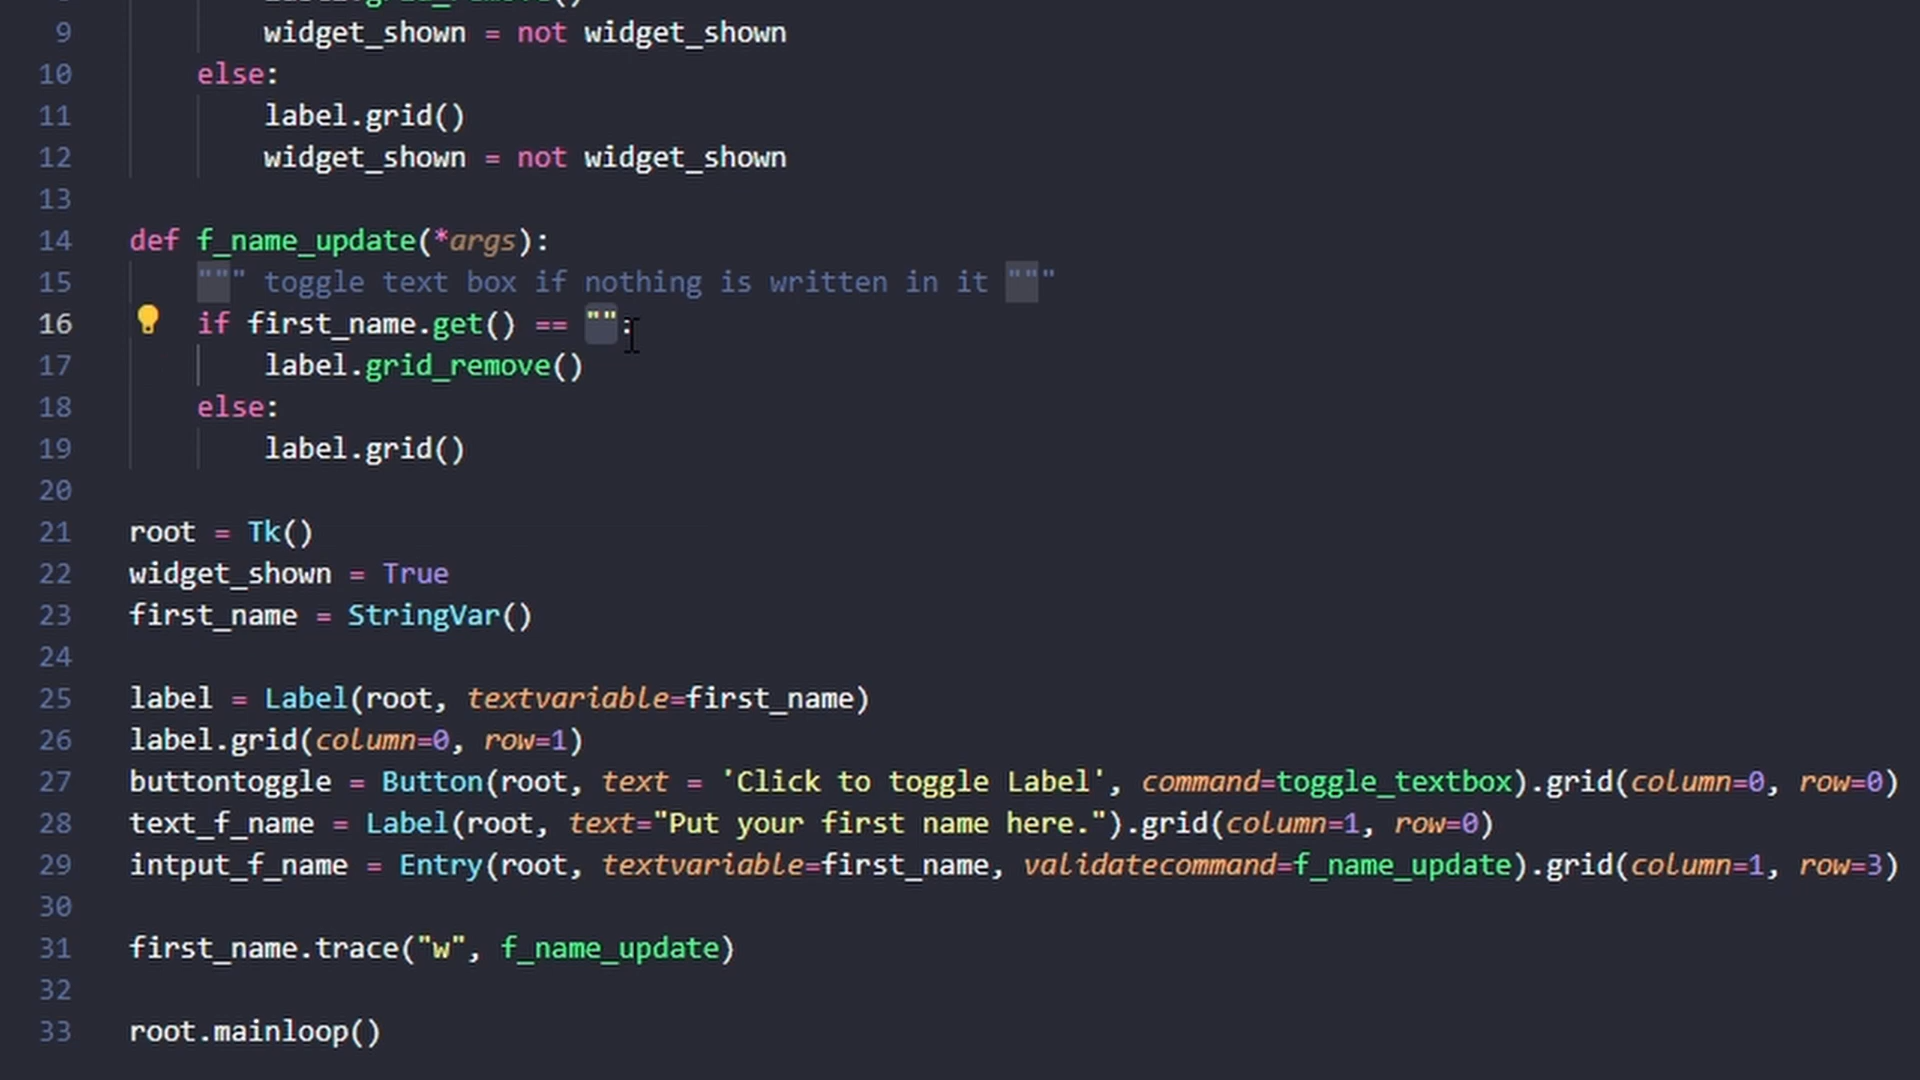 9 widget_shown = not widget_shown
10 else:
11 label.grid()
12 widget_shown = not widget_shown
13
14 def f_name_update(*args):
15 """ toggle text box if nothing is written in it """
16 if first_name.get() == "":
17 label.grid_remove()
18 else:
19 label.grid()
20
21 root = Tk()
22 widget_shown = True
23 first_name = StringVar()
24
25 label = Label(root, textvariable=first_name)
26 label.grid(column=0, row=1)
27 buttontoggle = Button(root, text = 'Click to toggle Label', command=toggle_textbox).grid(column=0, row=0)
28 text_f_name = Label(root, text="Put your first name here.").grid(column=1, row=0)
29 intput_f_name = Entry(root, textvariable=first_name, validatecommand=f_name_update).grid(column=1, row=3)
30
31 first_name.trace("w", f_name_update)
32
33 root.mainloop()